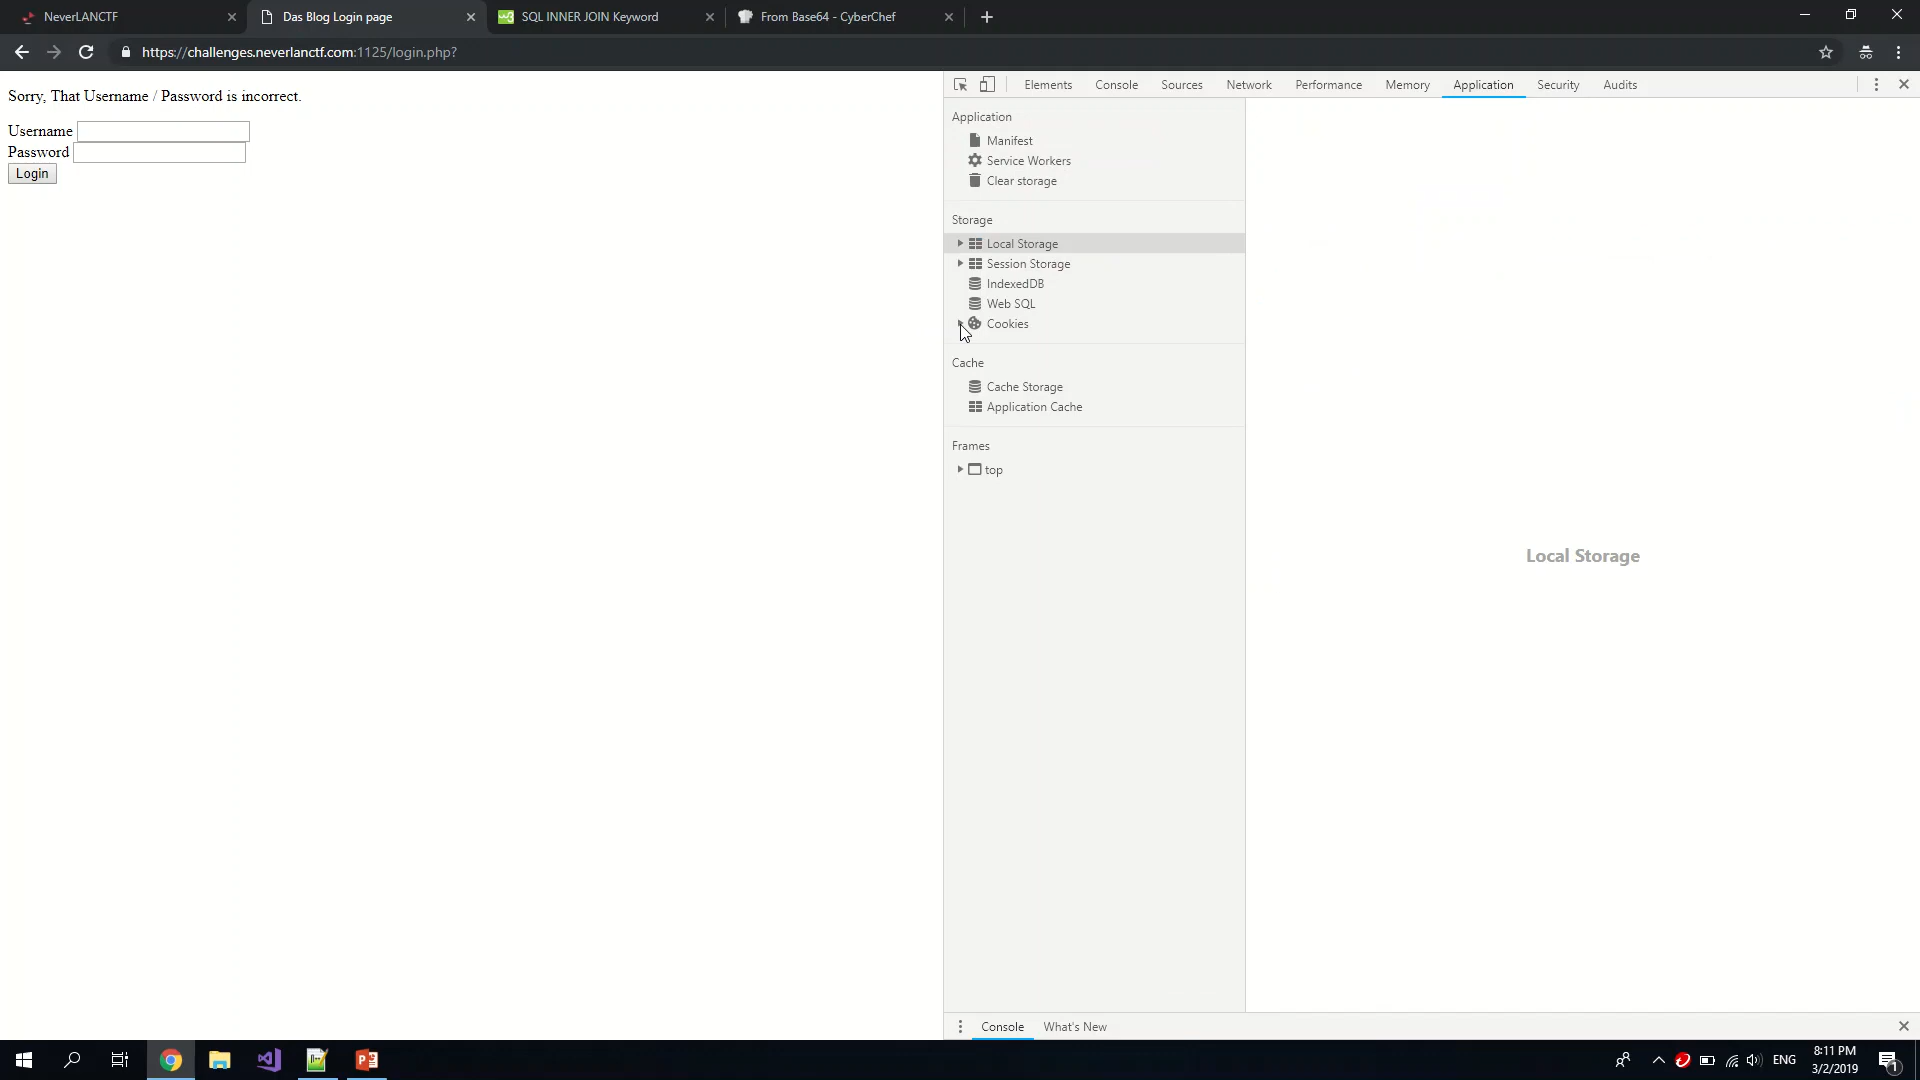 NeverLANCTF
Das Blog Login page
SQL INNER JOIN Keyword
From Base64 - CyberChef
https://challenges.neverlanctf.com:1125/login.php?
Sorry, That Username / Password is incorrect.
Username
Password
Login
Elements
Console
Sources
Network
Performance
Memory
Application
Security
Audits
Application
Manifest
Service Workers
Clear storage
Storage
Local Storage
Session Storage
IndexedDB
Web SQL
Cookies
Cache
Cache Storage
Application Cache
Frames
top
Local Storage
Console
What's New
ENG
8:11 PM
3/2/2019
1